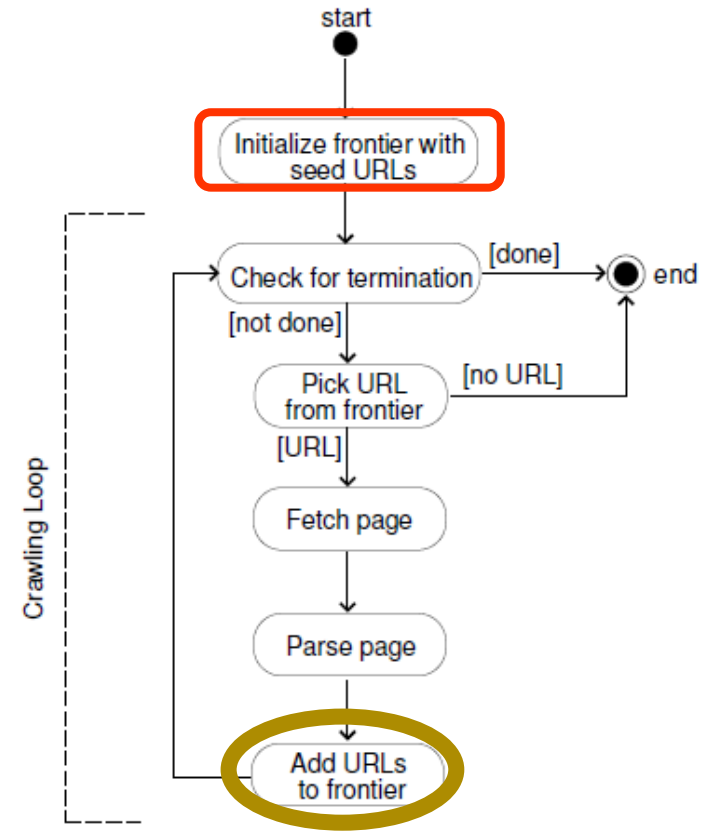 start
Initialize frontier with
seed URLs
[done]
Check for termination
end
[not done]
Pick URL
from frontier
[no URL]
[URL]
Crawling Loop
Fetch page
Parse page
Add URLs
to frontier